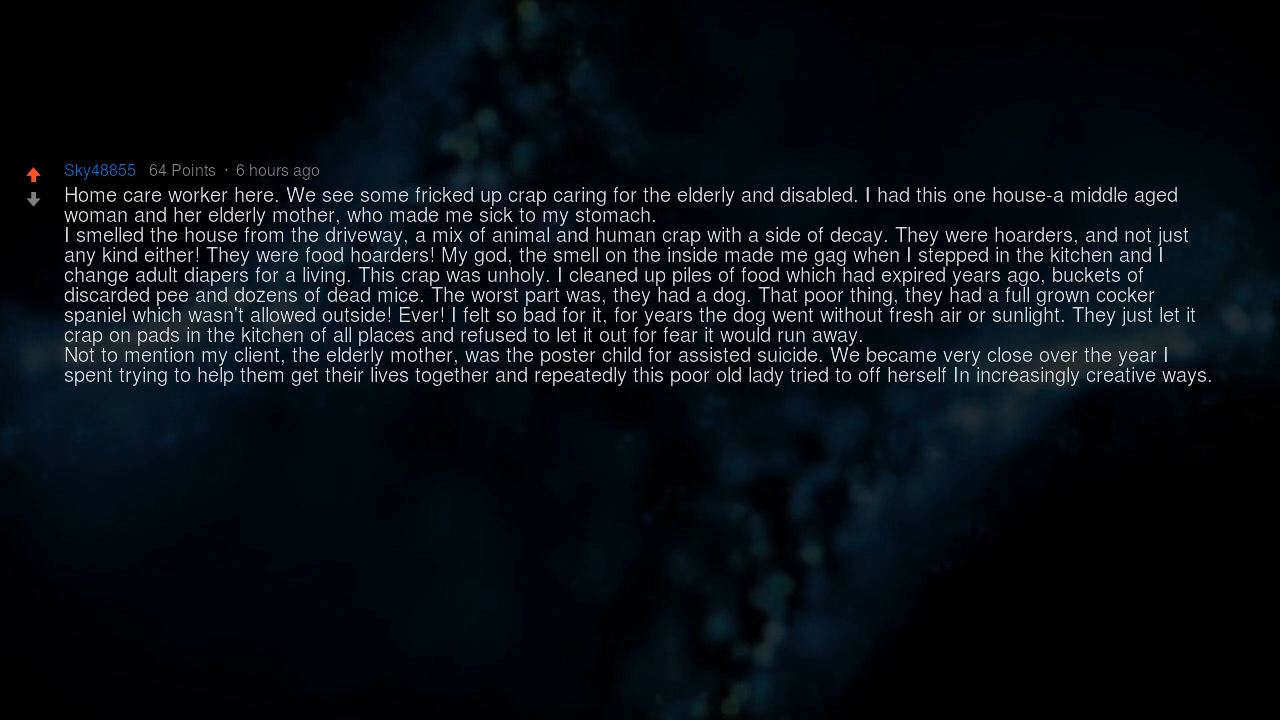 Sky48855 64 Points · 6 hours ago
Home care worker here. We see some fricked up crap caring for the elderly and disabled. I had this one house-a middle aged
woman and her elderly mother, who made me sick to my stomach.
I smelled the house from the driveway, a mix of animal and human crap with a side of decay. They were hoarders, and not just
any kind either! They were food hoarders! My god, the smell on the inside made me gag when I stepped in the kitchen and I
change adult diapers for a living. This crap was unholy. I cleaned up piles of food which had expired years ago, buckets of
discarded pee and dozens of dead mice. The worst part was, they had a dog. That poor thing, they had a full grown cocker
spaniel which wasn't allowed outside! Ever! I felt so bad for it, for years the dog went without fresh air or sunlight. They just let it
crap on pads in the kitchen of all places and refused to let it out for fear it would run away.
Not to mention my client, the elderly mother, was the poster child for assisted suicide. We became very close over the year I
spent trying to help them get their lives together and repeatedly this poor old lady tried to off herself In increasingly creative ways.